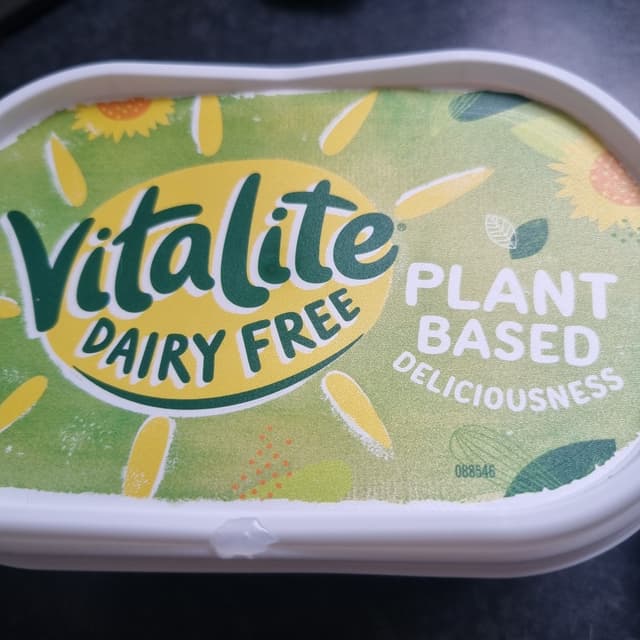 Vitalite®
DAIRY FREE
PLANT
BASED
DELICIOUSNESS
088546